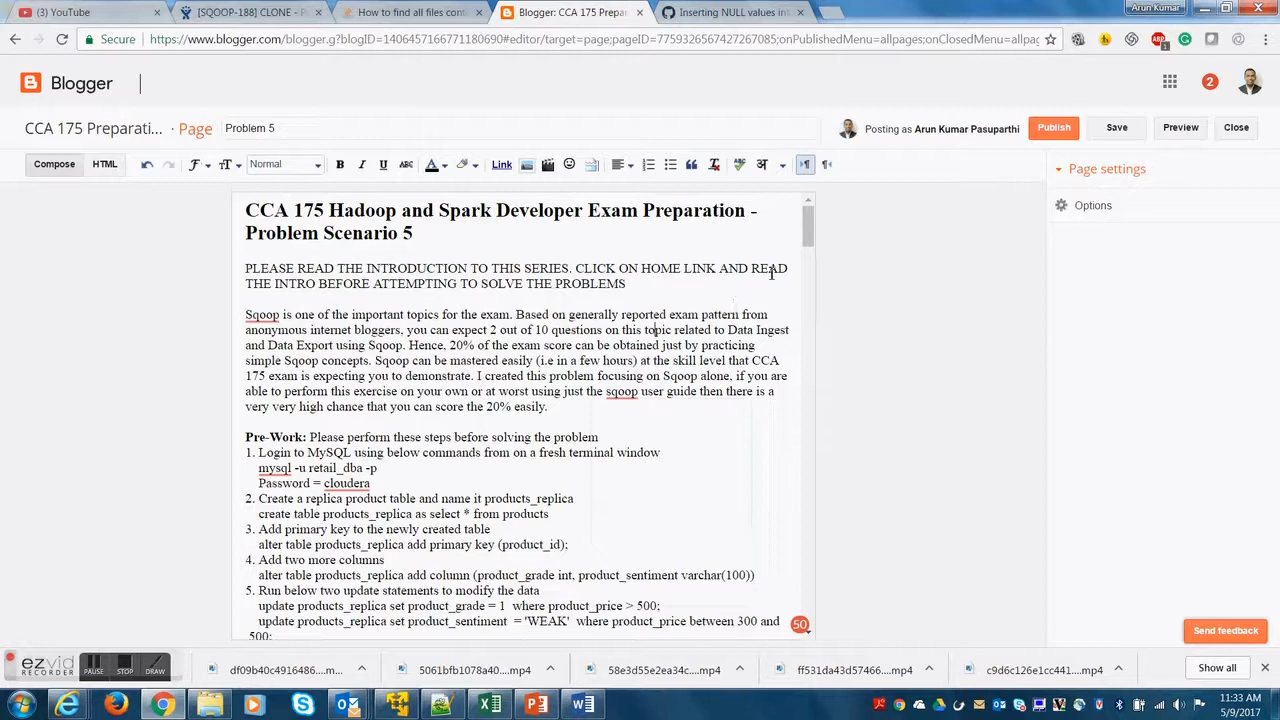 YouTube
[SQOOP-188] CLONE - P
How to find all files cont
Blogger: CCA 175 Prepar
Inserting NULL values int
Arun Kumar
Secure
https://www.blogger.com/blogger.g?blogID=1406457166771180690#editor/target=page;pageID=7759326567427267085;onPublishedMenu=allpages;onClosedMenu=allpag
Blogger
2
CCA 175 Preparati... · Page
Problem 5
Posting as Arun Kumar Pasuparthi
Publish
Save
Preview
Close
Compose
HTML
Normal
B I U ABC
A
Link
Page settings
Options
CCA 175 Hadoop and Spark Developer Exam Preparation -
Problem Scenario 5
PLEASE READ THE INTRODUCTION TO THIS SERIES. CLICK ON HOME LINK AND READ
THE INTRO BEFORE ATTEMPTING TO SOLVE THE PROBLEMS
Sqoop is one of the important topics for the exam. Based on generally reported exam pattern from
anonymous internet bloggers, you can expect 2 out of 10 questions on this topic related to Data Ingest
and Data Export using Sqoop. Hence, 20% of the exam score can be obtained just by practicing
simple Sqoop concepts. Sqoop can be mastered easily (i.e in a few hours) at the skill level that CCA
175 exam is expecting you to demonstrate. I created this problem focusing on Sqoop alone, if you are
able to perform this exercise on your own or at worst using just the sqoop user guide then there is a
very very high chance that you can score the 20% easily.
Pre-Work: Please perform these steps before solving the problem
1. Login to MySQL using below commands from on a fresh terminal window
mysql -u retail_dba -p
Password = cloudera
2. Create a replica product table and name it products_replica
create table products_replica as select * from products
3. Add primary key to the newly created table
alter table products_replica add primary key (product_id);
4. Add two more columns
alter table products_replica add column (product_grade int, product_sentiment varchar(100))
5. Run below two update statements to modify the data
update products_replica set product_grade = 1 where product_price > 500;
update products_replica set product_sentiment = 'WEAK' where product_price between 300 and
500;
50
Send feedback
ezvid
RECORDER
PAUSE
STOP
DRAW
df09b40c4916486....m...
5061bfb1078a40....mp4
58e3d55e2ea34c....mp4
ff531da43d57466....mp4
c9d6c126e1cc441....mp4
Show all
11:33 AM
5/9/2017